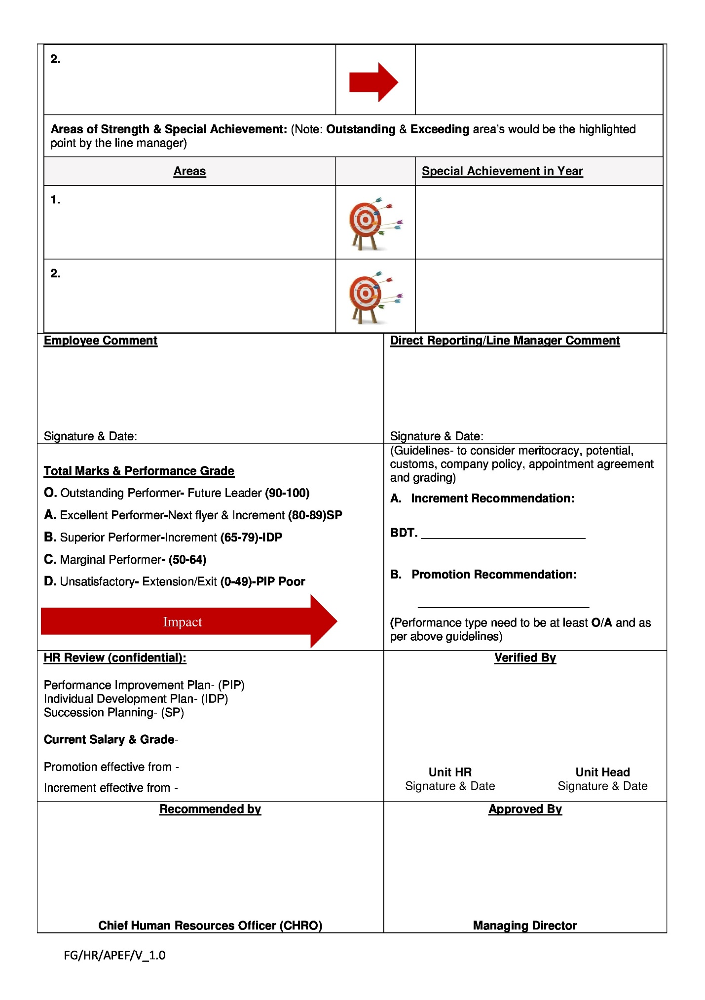 2.
Areas of Strength & Special Achievement: (Note: Outstanding & Exceeding area's would be the highlighted
point by the line manager)
Areas
Special Achievement in Year
1.
2.
Employee Comment
Signature & Date:
Direct Reporting/Line Manager Comment
Signature & Date:
Total Marks & Performance Grade
O. Outstanding Performer- Future Leader (90-100)
A. Excellent Performer-Next flyer & Increment (80-89)SP
B. Superior Performer-Increment (65-79)-IDP
C. Marginal Performer- (50-64)
D. Unsatisfactory- Extension/Exit (0-49)-PIP Poor
Impact
(Guidelines- to consider meritocracy, potential,
customs, company policy, appointment agreement
and grading)
A. Increment Recommendation:
BDT. ________________________
B. Promotion Recommendation:
_________________________
(Performance type need to be at least O/A and as
per above guidelines)
HR Review (confidential):
Performance Improvement Plan- (PIP)
Individual Development Plan- (IDP)
Succession Planning- (SP)
Current Salary & Grade-
Promotion effective from -
Increment effective from -
Verified By
Unit HR
Signature & Date
Unit Head
Signature & Date
Recommended by
Chief Human Resources Officer (CHRO)
Approved By
Managing Director
FG/HR/APEF/V_1.0